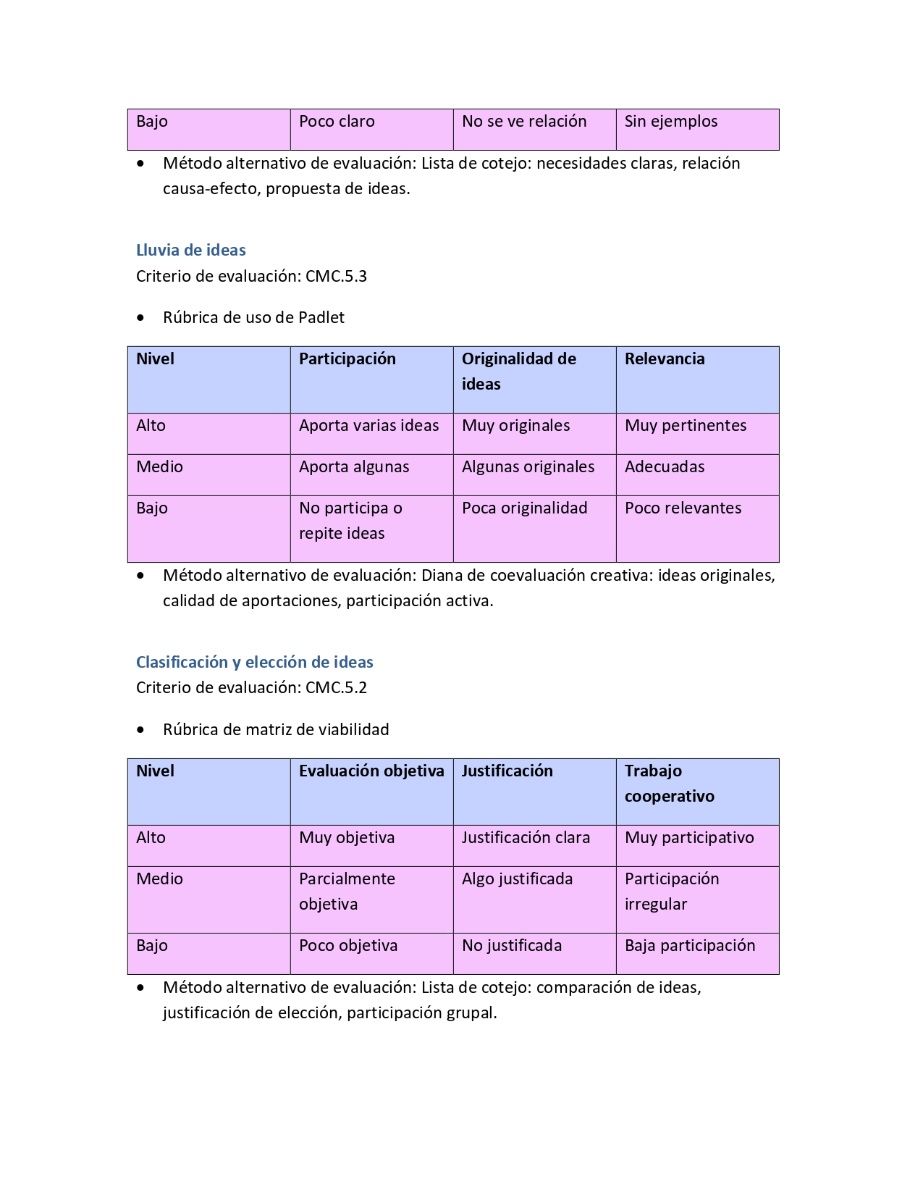 Bajo Poco claro No se ve relación Sin ejemplos
• Método alternativo de evaluación: Lista de cotejo: necesidades claras, relación
causa-efecto, propuesta de ideas.
Lluvia de ideas
Criterio de evaluación: CMC.5.3
• Rúbrica de uso de Padlet
Nivel Participación Originalidad de ideas Relevancia
Alto Aporta varias ideas Muy originales Muy pertinentes
Medio Aporta algunas Algunas originales Adecuadas
Bajo No participa o repite ideas Poca originalidad Poco relevantes
• Método alternativo de evaluación: Diana de coevaluación creativa: ideas originales,
calidad de aportaciones, participación activa.
Clasificación y elección de ideas
Criterio de evaluación: CMC.5.2
• Rúbrica de matriz de viabilidad
Nivel Evaluación objetiva Justificación Trabajo cooperativo
Alto Muy objetiva Justificación clara Muy participativo
Medio Parcialmente objetiva Algo justificada Participación irregular
Bajo Poco objetiva No justificada Baja participación
• Método alternativo de evaluación: Lista de cotejo: comparación de ideas,
justificación de elección, participación grupal.